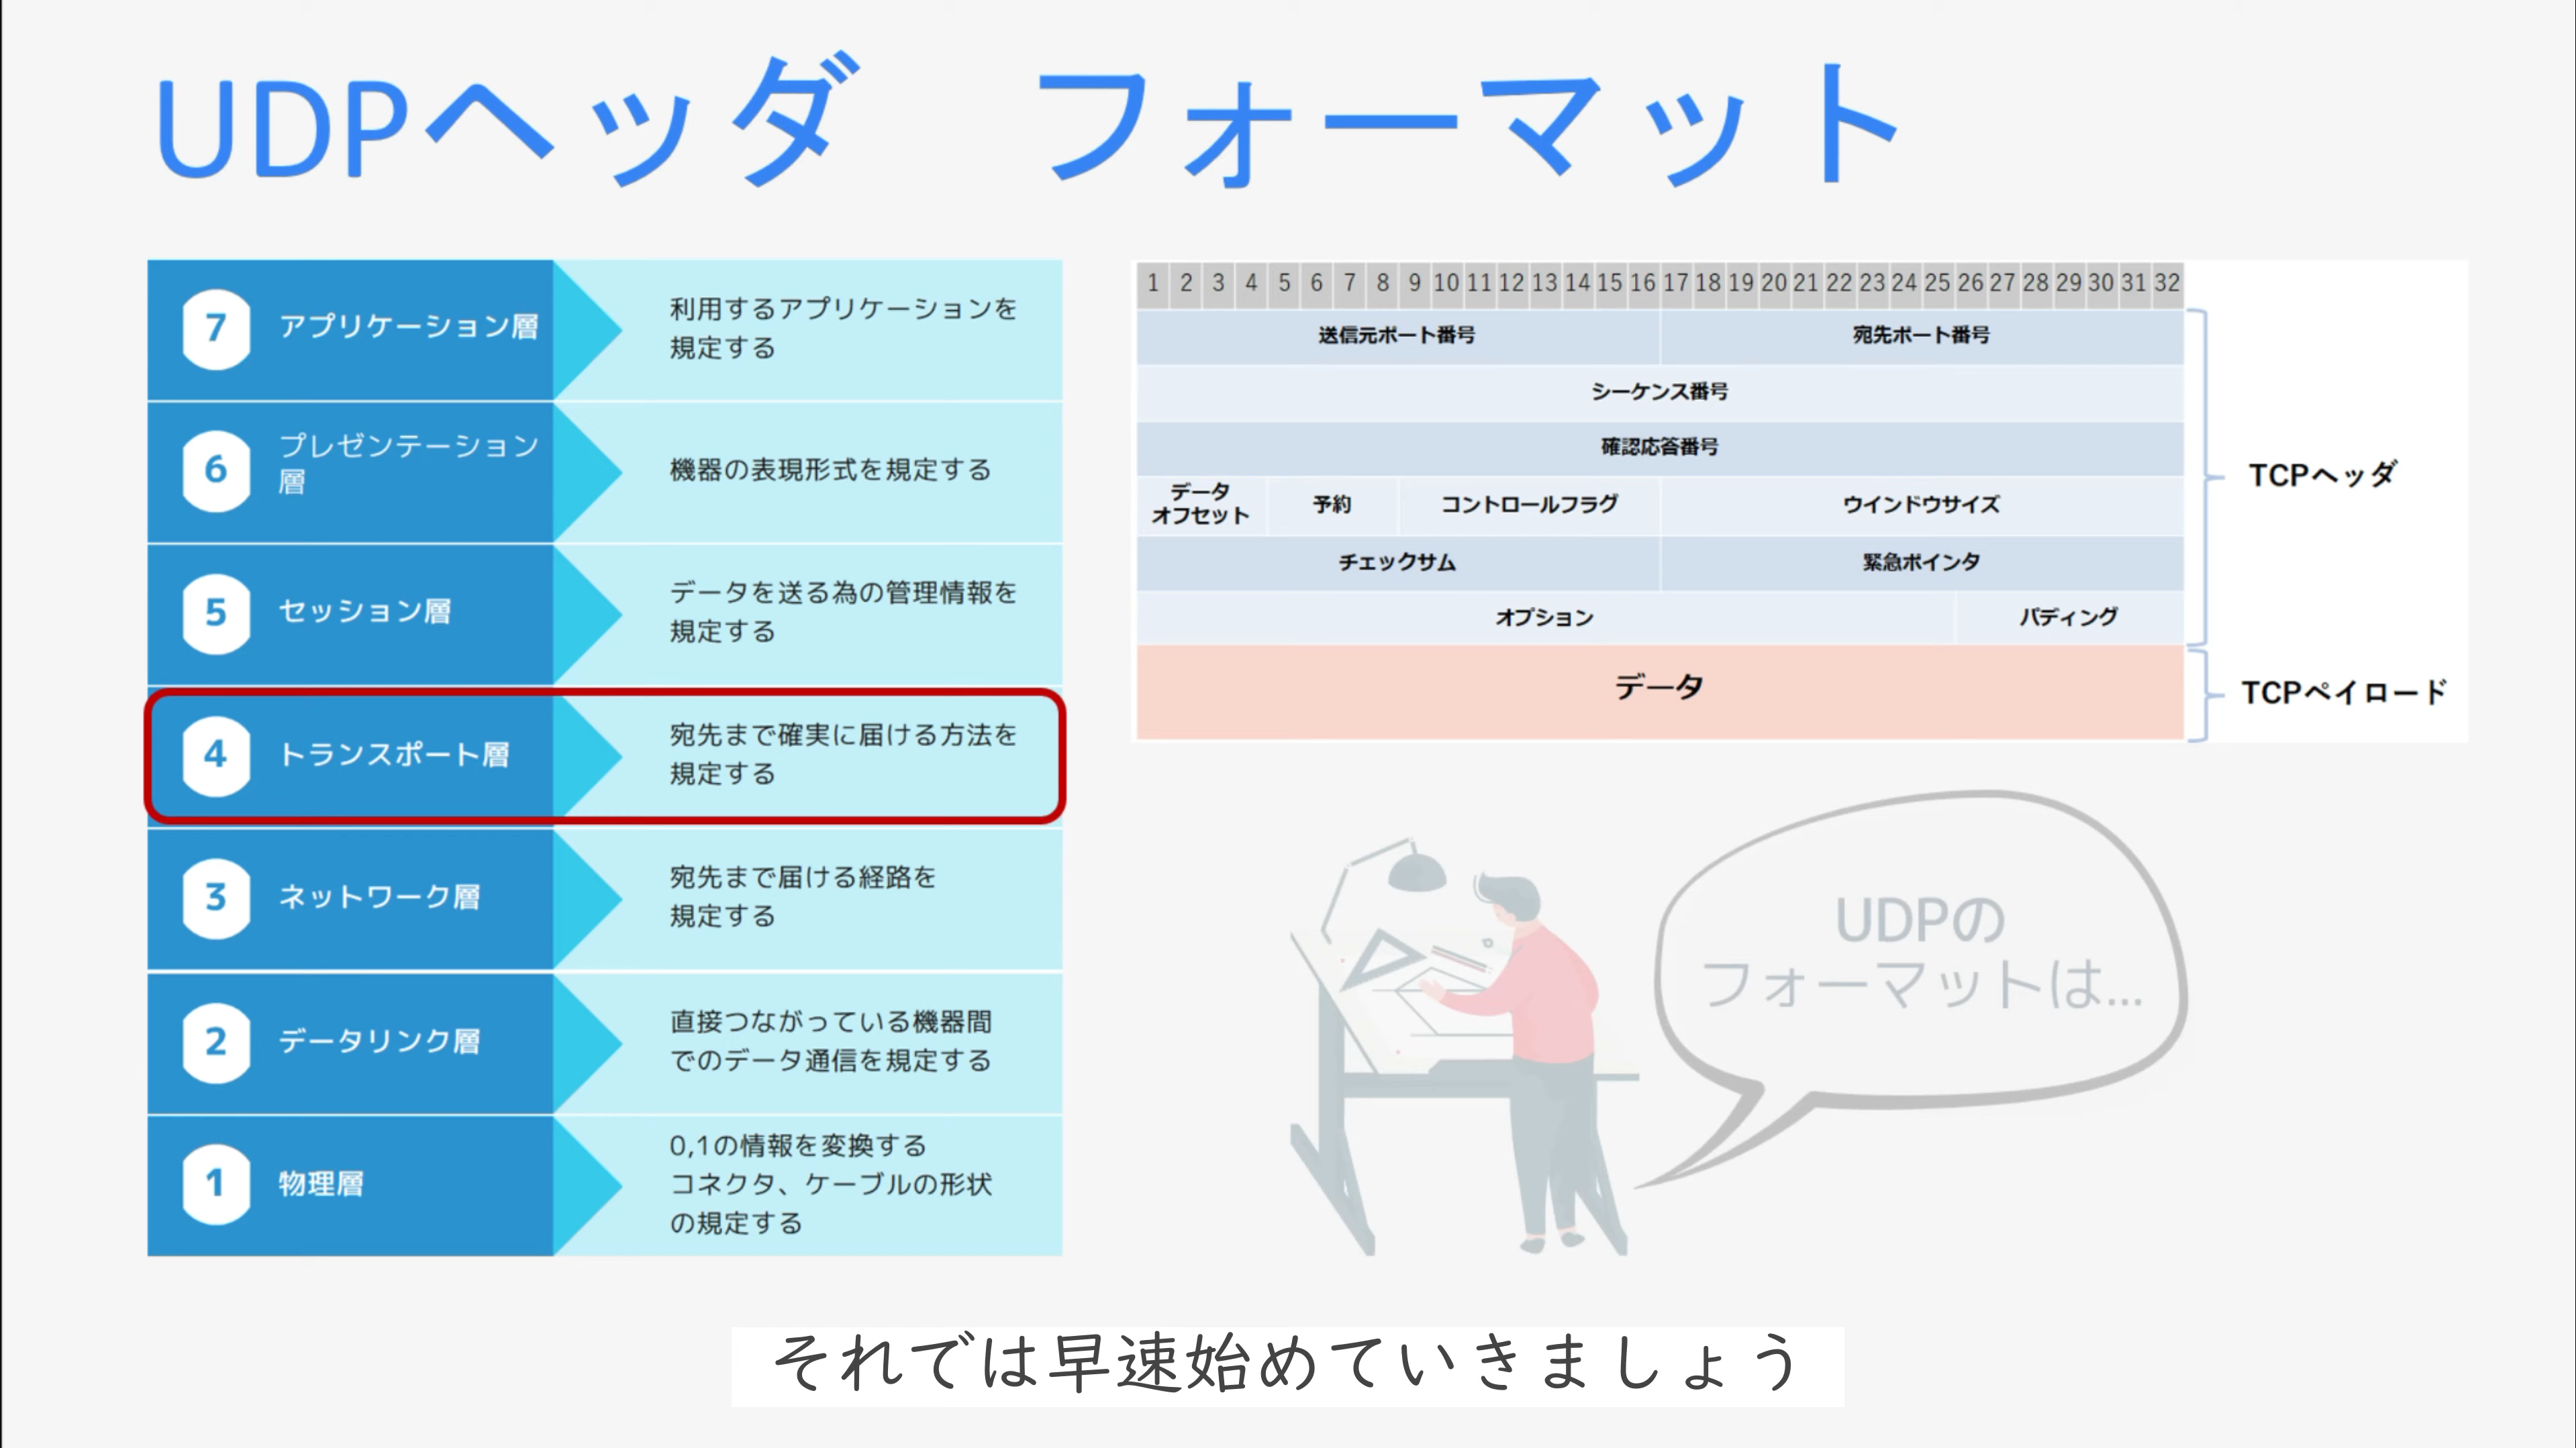 UDPヘッダ　フォーマット
7 アプリケーション層
利用するアプリケーションを
規定する
6 プレゼンテーション
層
機器の表現形式を規定する
5 セッション層
データを送る為の管理情報を
規定する
4 トランスポート層
宛先まで確実に届ける方法を
規定する
3 ネットワーク層
宛先まで届ける経路を
規定する
2 データリンク層
直接つながっている機器間
でのデータ通信を規定する
1 物理層
0,1の情報を変換する
コネクタ、ケーブルの形状
の規定する
1 2 3 4 5 6 7 8 9 10 11 12 13 14 15 16 17 18 19 20 21 22 23 24 25 26 27 28 29 30 31 32
送信元ポート番号 宛先ポート番号
シーケンス番号
確認応答番号
データ
オフセット
予約 コントロールフラグ ウインドウサイズ
チェックサム 緊急ポインタ
オプション パディング
データ
TCPヘッダ
TCPペイロード
UDPの
フォーマットは...
それでは早速始めていきましょう